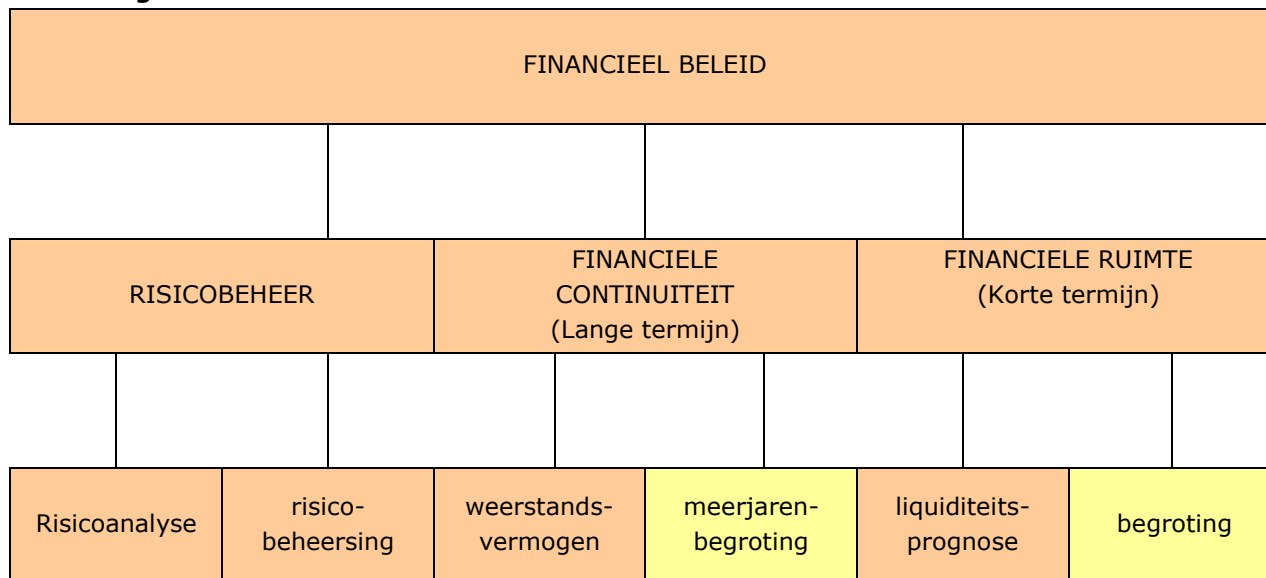 FINANCIEEL BELEID
RISICOBEHEER
FINANCIELE
CONTINUITEIT
(Lange termijn)
FINANCIELE RUIMTE
(Korte termijn)
Risicoanalyse
risico-
beheersing
weerstands-
vermogen
meerjaren-
begroting
liquiditeits-
prognose
begroting